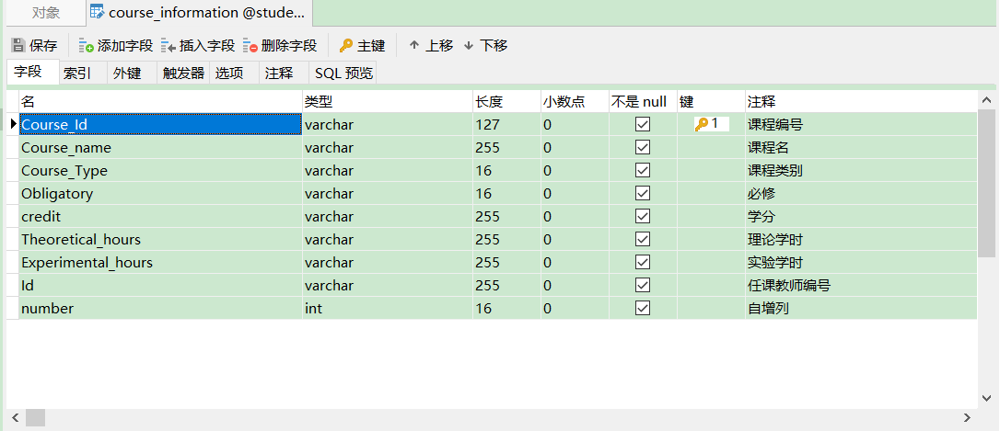 对象 course_information @stude...
保存 添加字段 插入字段 删除字段 主键 上移 下移
字段 索引 外键 触发器 选项 注释 SQL 预览
名 类型 长度 小数点 不是 null 键 注释
Course_Id varchar 127 0 1 课程编号
Course_name varchar 255 0 课程名
Course_Type varchar 16 0 课程类别
Obligatory varchar 16 0 必修
credit varchar 255 0 学分
Theoretical_hours varchar 255 0 理论学时
Experimental_hours varchar 255 0 实验学时
Id varchar 255 0 任课教师编号
number int 16 0 自增列